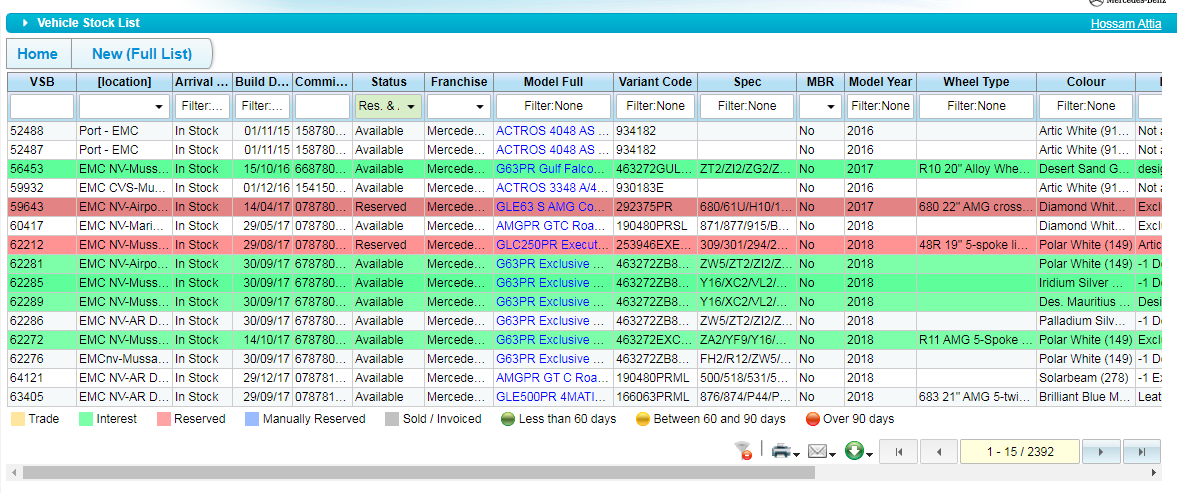 Mercedes-Benz
Vehicle Stock List Hossam Attia
Home New (Full List)
VSB [location] Arrival ... Build D... Commi... Status Franchise Model Full Variant Code Spec MBR Model Year Wheel Type Colour
Filter:... Filter:... Res. & . Filter:None Filter:None Filter:None Filter:None Filter:None Filter:None
52488 Port - EMC In Stock 01/11/15 158780... Available Mercede... ACTROS 4048 AS ... 934182 No 2016 Artic White (91... Not a
52487 Port - EMC In Stock 01/11/15 158780... Available Mercede... ACTROS 4048 AS ... 934182 No 2016 Artic White (91... Not a
56453 EMC NV-Muss... In Stock 15/10/16 668780... Available Mercede... G63PR Gulf Falco... 463272GUL... ZT2/ZI2/ZG2/Z... No 2017 R10 20" Alloy Whe... Desert Sand G... desig
59932 EMC CVS-Mu... In Stock 01/12/16 154150... Available Mercede... ACTROS 3348 A/4... 930183E No 2016 Artic White (91... Not a
59643 EMC NV-Airpo... In Stock 14/04/17 078780... Reserved Mercede... GLE63 S AMG Co... 292375PR 680/61U/H10/1... No 2017 680 22" AMG cross... Diamond Whit... Excl
60417 EMC NV-Mari... In Stock 29/05/17 078780... Available Mercede... AMGPR GTC Roa... 190480PRSL 871/877/915/B... No 2018 Diamond Whit... Excl
62212 EMC NV-Muss... In Stock 29/08/17 078780... Reserved Mercede... GLC250PR Execut... 253946EXE... 309/301/294/2... No 2018 48R 19" 5-spoke li... Polar White (149) Artic
62281 EMC NV-Airpo... In Stock 30/09/17 678780... Available Mercede... G63PR Exclusive ... 463272ZB8... ZW5/ZT2/ZI2/Z... No 2018 Polar White (149) -1 De
62285 EMC NV-Muss... In Stock 30/09/17 678780... Available Mercede... G63PR Exclusive ... 463272ZB8... Y16/XC2/VL2/... No 2018 Iridium Silver ... -1 De
62289 EMC NV-Muss... In Stock 30/09/17 678780... Available Mercede... G63PR Exclusive ... 463272ZB8... Y16/XC2/VL2/... No 2018 Des. Mauritius ... Desi
62286 EMC NV-AR D... In Stock 30/09/17 678780... Available Mercede... G63PR Exclusive ... 463272ZB8... ZW5/ZT2/ZI2/Z... No 2018 Palladium Silv... -1 D
62272 EMC NV-Muss... In Stock 14/10/17 678780... Available Mercede... G63PR Exclusive ... 463272EXC... ZA2/YF9/Y16/... No 2018 R11 AMG 5-Spoke ... Polar White (149) Excl
62276 EMCnv-Mussa... In Stock 30/09/17 678780... Available Mercede... G63PR Exclusive ... 463272ZB8... FH2/R12/ZW5/... No 2018 Polar White (149) -1 De
64121 EMC NV-AR D... In Stock 29/12/17 078781... Available Mercede... AMGPR GT C Roa... 190480PRML 500/518/531/5... No 2018 Solarbeam (278) -1 Ex
63405 EMC NV-AR D... In Stock 29/09/17 078781... Available Mercede... GLE500PR 4MATI... 166063PRML 876/874/P44/P... No 2018 683 21" AMG 5-twi... Brilliant Blue M... Leat
Trade Interest Reserved Manually Reserved Sold / Invoiced Less than 60 days Between 60 and 90 days Over 90 days
1 - 15 / 2392